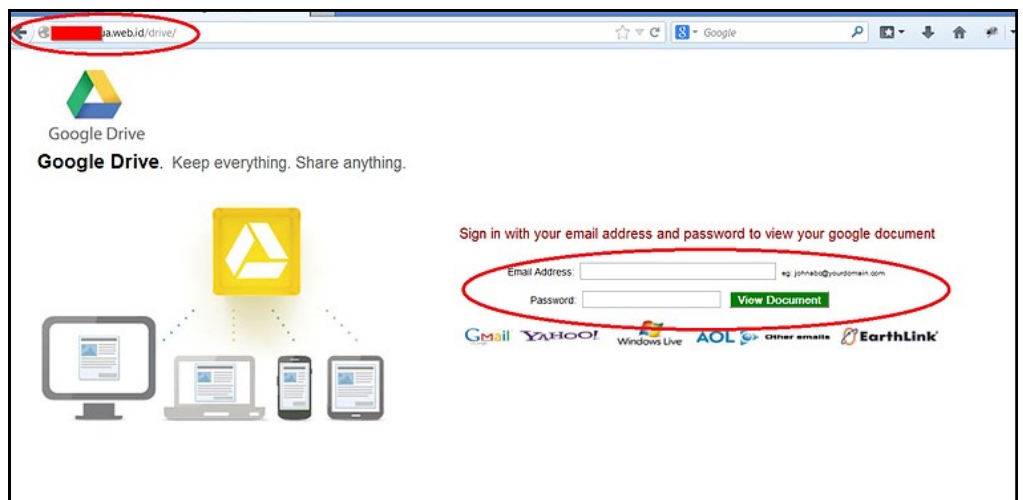 ua.web.id/drive/
Google
Google Drive
Google Drive. Keep everything. Share anything.
Sign in with your email address and password to view your google document
Email Address:
eg: johnabc@yourdomain.com
Password:
View Document
GMail YAHOO! Windows Live AOL Other emails EarthLink